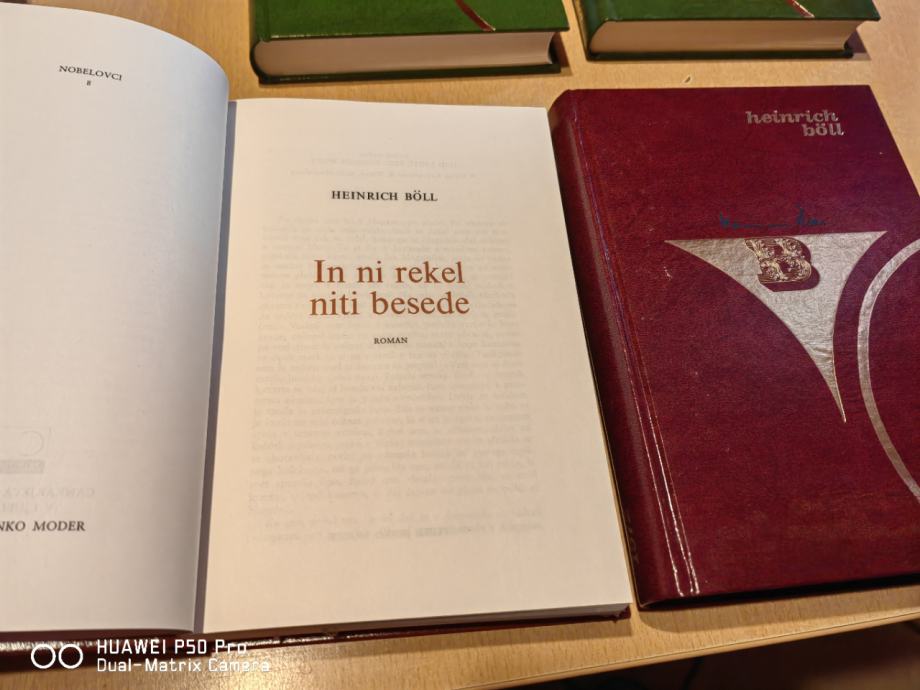 NOBELOVCI
8
NKO MODER
HEINRICH BÖLL
In ni rekel
niti besede
ROMAN
heinrich
böll
B
HUAWEI P50 Pro
Dual-Matrix Camera